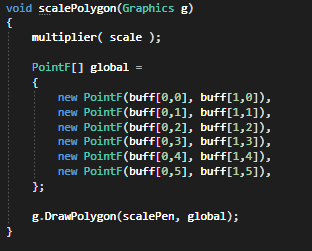 void scalePolygon(Graphics g)
{
multiplier( scale );
PointF[] global =
{
new PointF(buff[0,0], buff[1,0]),
new PointF(buff[0,1], buff[1,1]),
new PointF(buff[0,2], buff[1,2]),
new PointF(buff[0,3], buff[1,3]),
new PointF(buff[0,4], buff[1,4]),
new PointF(buff[0,5], buff[1,5]),
};
g.DrawPolygon(scalePen, global);
}